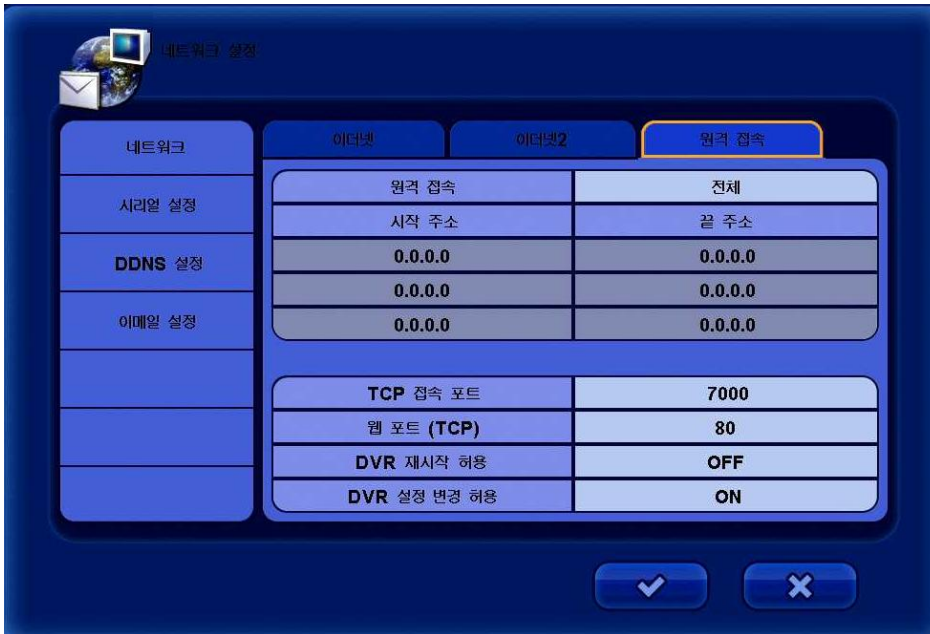 네트워크 설정
네트워크
시리얼 설정
DDNS 설정
이메일 설정
이더넷 이더넷2 원격 접속
원격 접속 전체
시작 주소 끝 주소
0.0.0.0 0.0.0.0
0.0.0.0 0.0.0.0
0.0.0.0 0.0.0.0
TCP 접속 포트 7000
웹 포트 (TCP) 80
DVR 재시작 허용 OFF
DVR 설정 변경 허용 ON